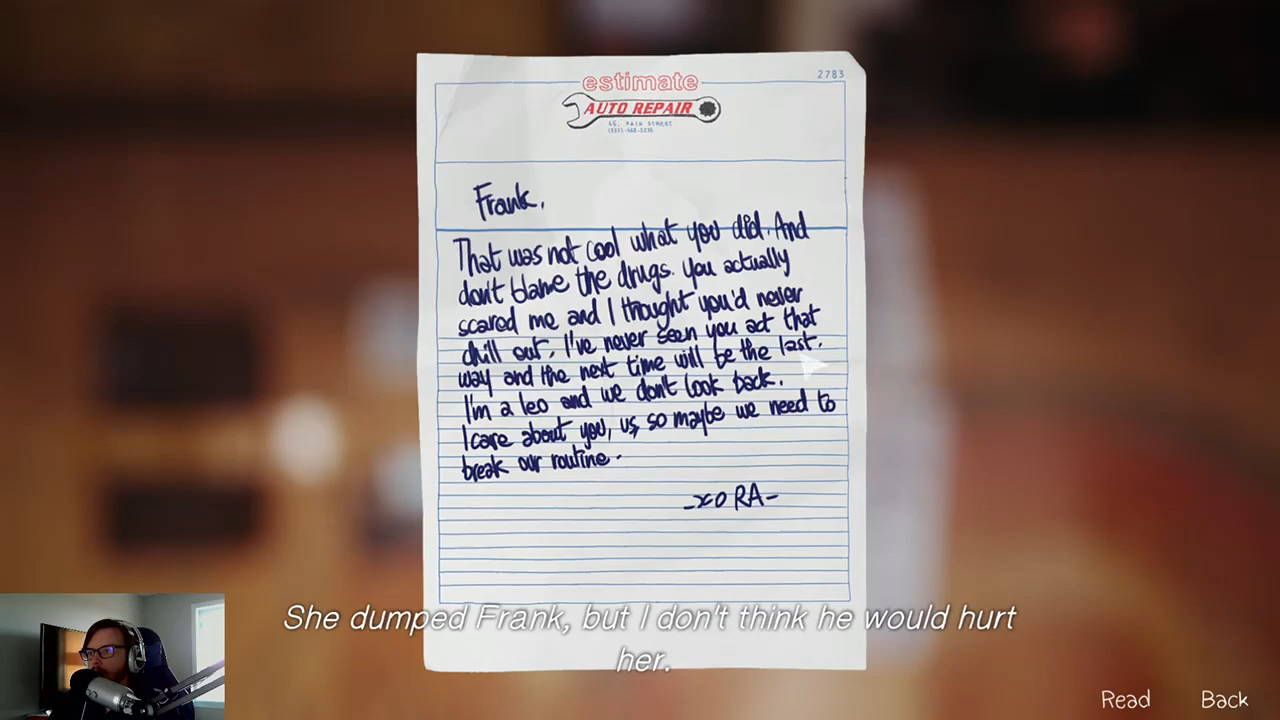 2783
estimate
AUTO REPAIR
Frank,
That was not cool what you did. And
don't blame the drugs. You actually
scared me and I thought you'd never
chill out. I've never seen you act that
way and the next time will be the last.
I'm a leo and we don't look back.
I care about you, us, so maybe we need to
break our routine.
-xo RA-
She dumped Frank, but I don't think he would hurt
her.
Read Back